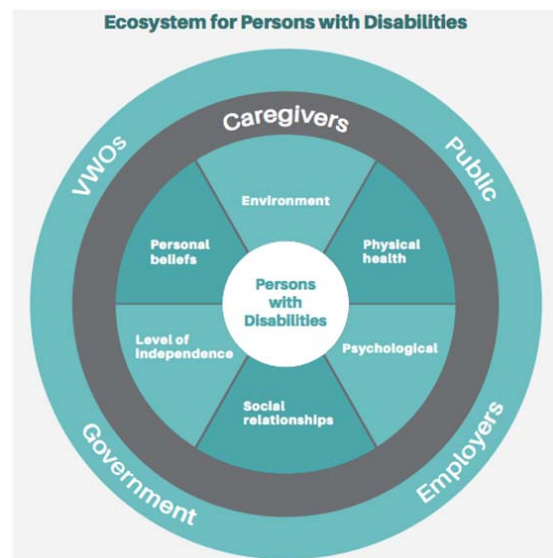 Ecosystem for Persons with Disabilities
VWOs
Caregivers
Public
Environment
Personal
beliefs
Physical
health
Persons
with
Disabilities
Level of
Independence
Psychological
Social
relationships
Government
Employers